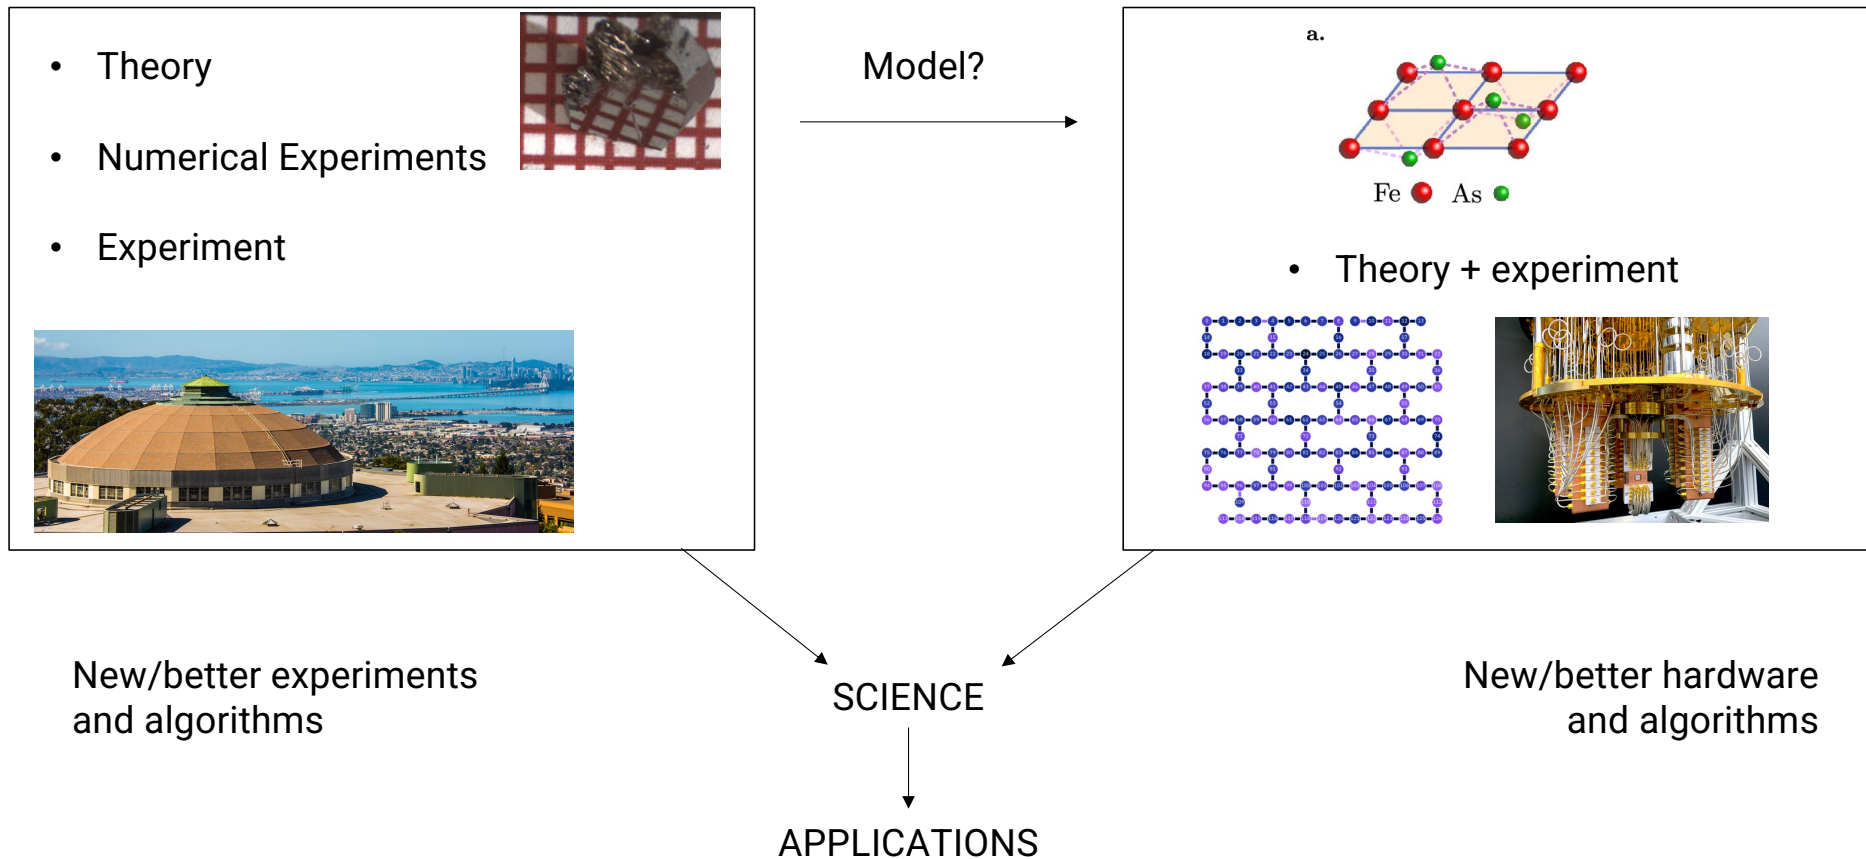 • Theory
• Numerical Experiments
• Experiment
Model?
a.
Fe As
• Theory + experiment
New/better experiments
and algorithms
SCIENCE
New/better hardware
and algorithms
APPLICATIONS